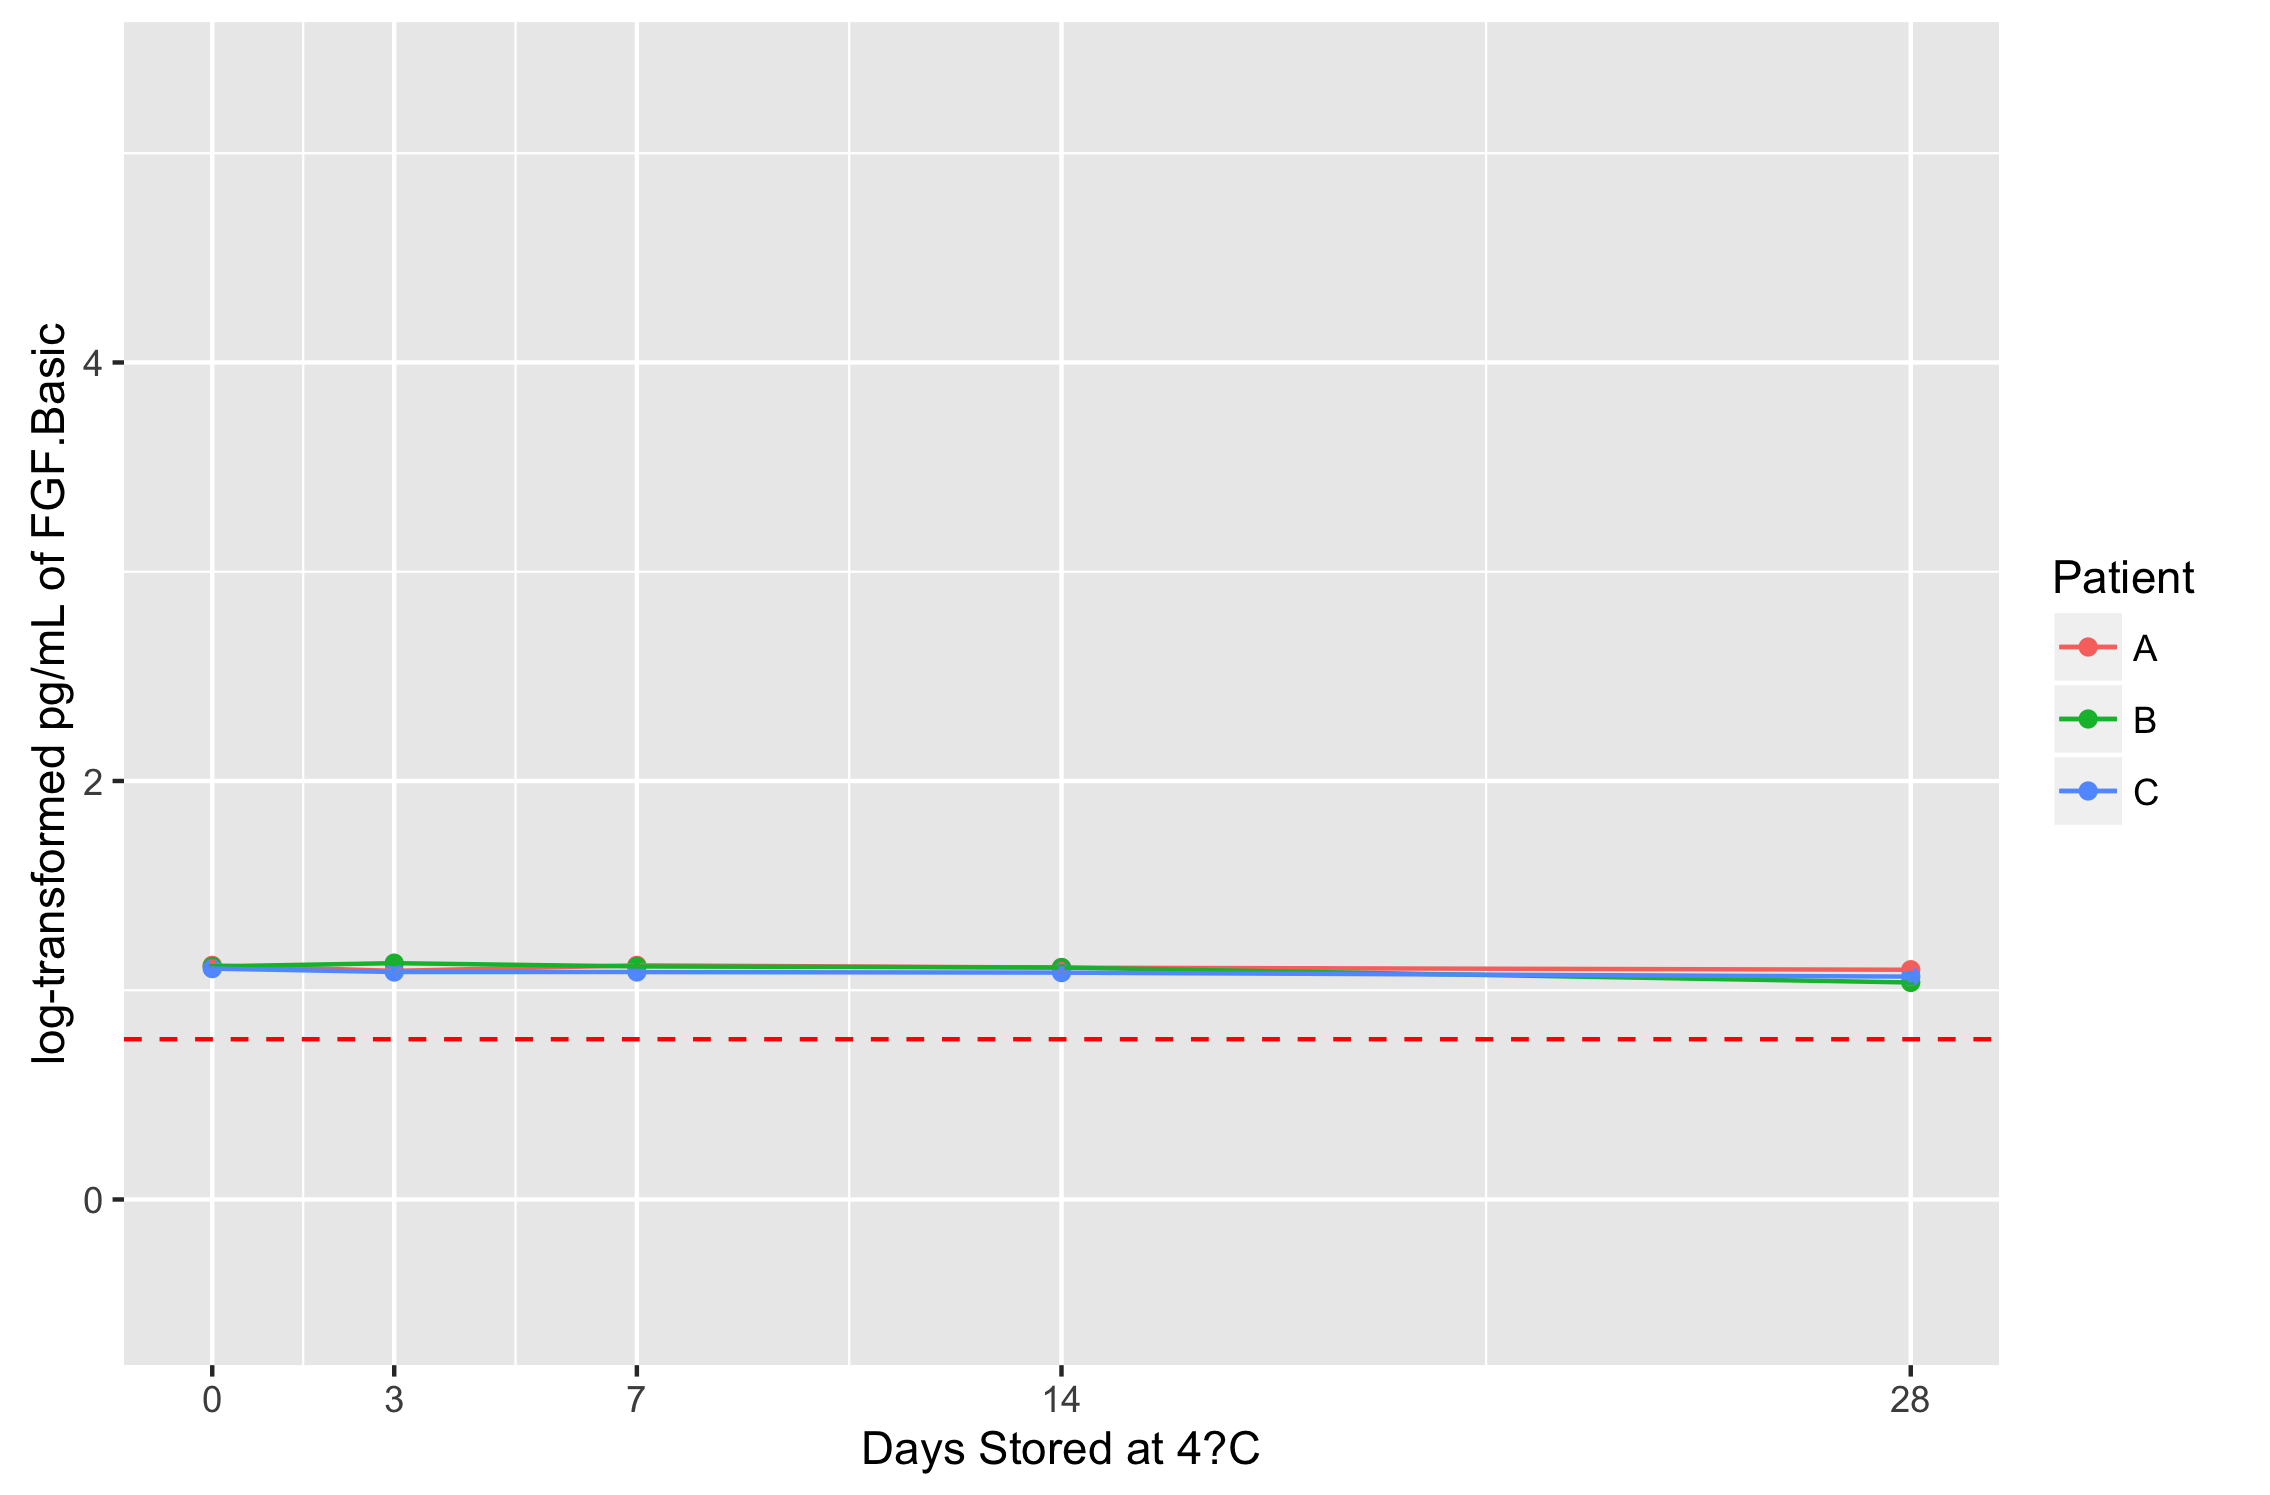 log-transformed pg/mL of FGF.Basic
4
2
0
0 3 7 14 28
Days Stored at 4?C
Patient
A
B
C